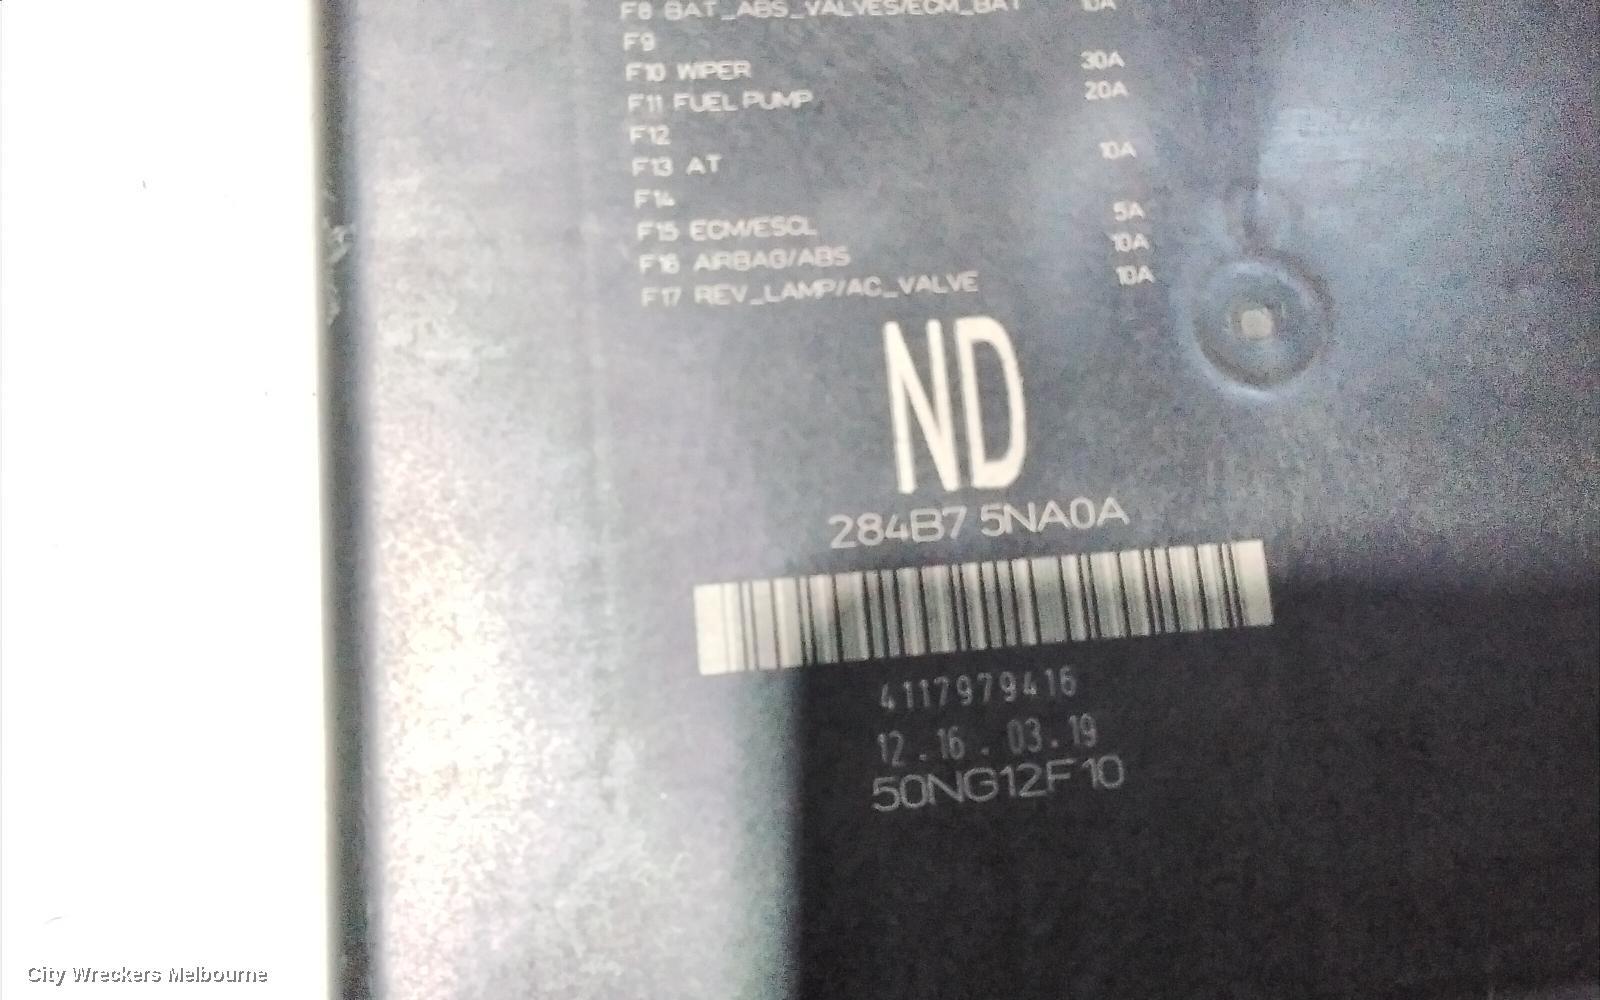 F8 BAT_ABS_VALVES/ECM_BAT 10A
F9
F10 WIPER 30A
F11 FUEL PUMP 20A
F12
F13 AT 10A
F14
F15 ECM/ESCL 5A
F16 AIRBAG/ABS 10A
F17 REV_LAMP/AC_VALVE 10A
ND
284B7 5NA0A
4117979416
12.16.03.19
50NG12F10
City Wreckers Melbourne